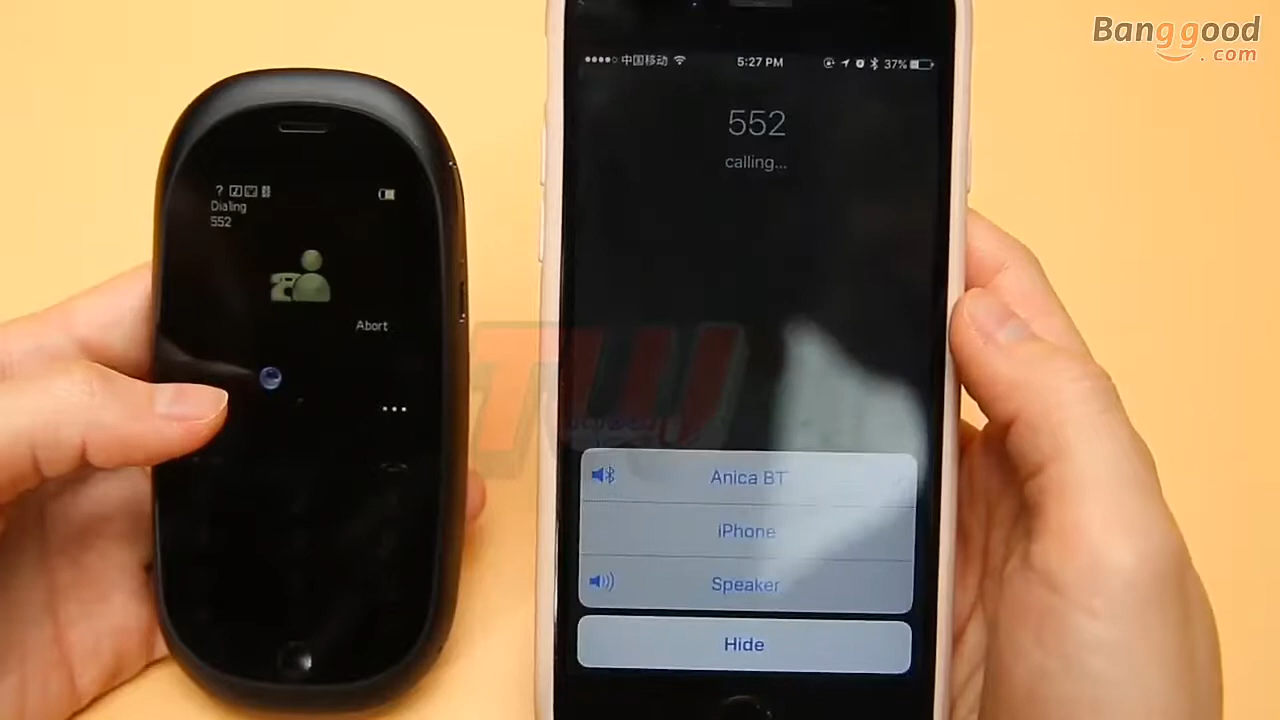 Banggood
.com
中国移动
5:27 PM
37%
552
calling...
?
Dialing
552
Abort
...
TW
Anica BT
iPhone
Speaker
Hide